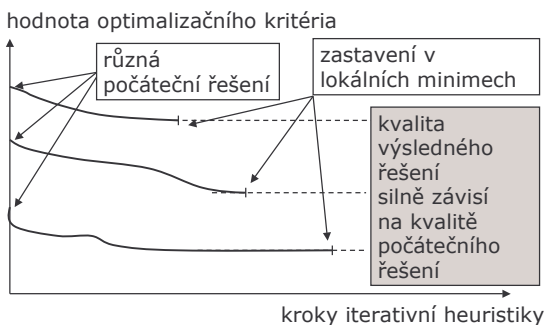 hodnota optimalizačního kritéria
různá
počáteční řešení
zastavení v
lokálních minimech
kvalita
výsledného
řešení
silně závisí
na kvalitě
počátečního
řešení
kroky iterativní heuristiky